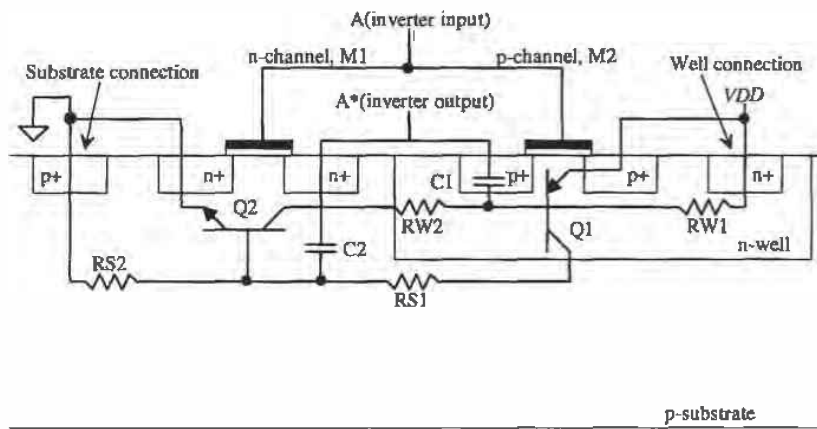 A(inverter input)
n-channel, M1
p-channel, M2
Substrate connection
Well connection
A*(inverter output)
VDD
p+
n+
n+
C1
p+
p+
n+
Q2
RW2
Q1
RW1
C2
n-well
RS2
RS1
p-substrate